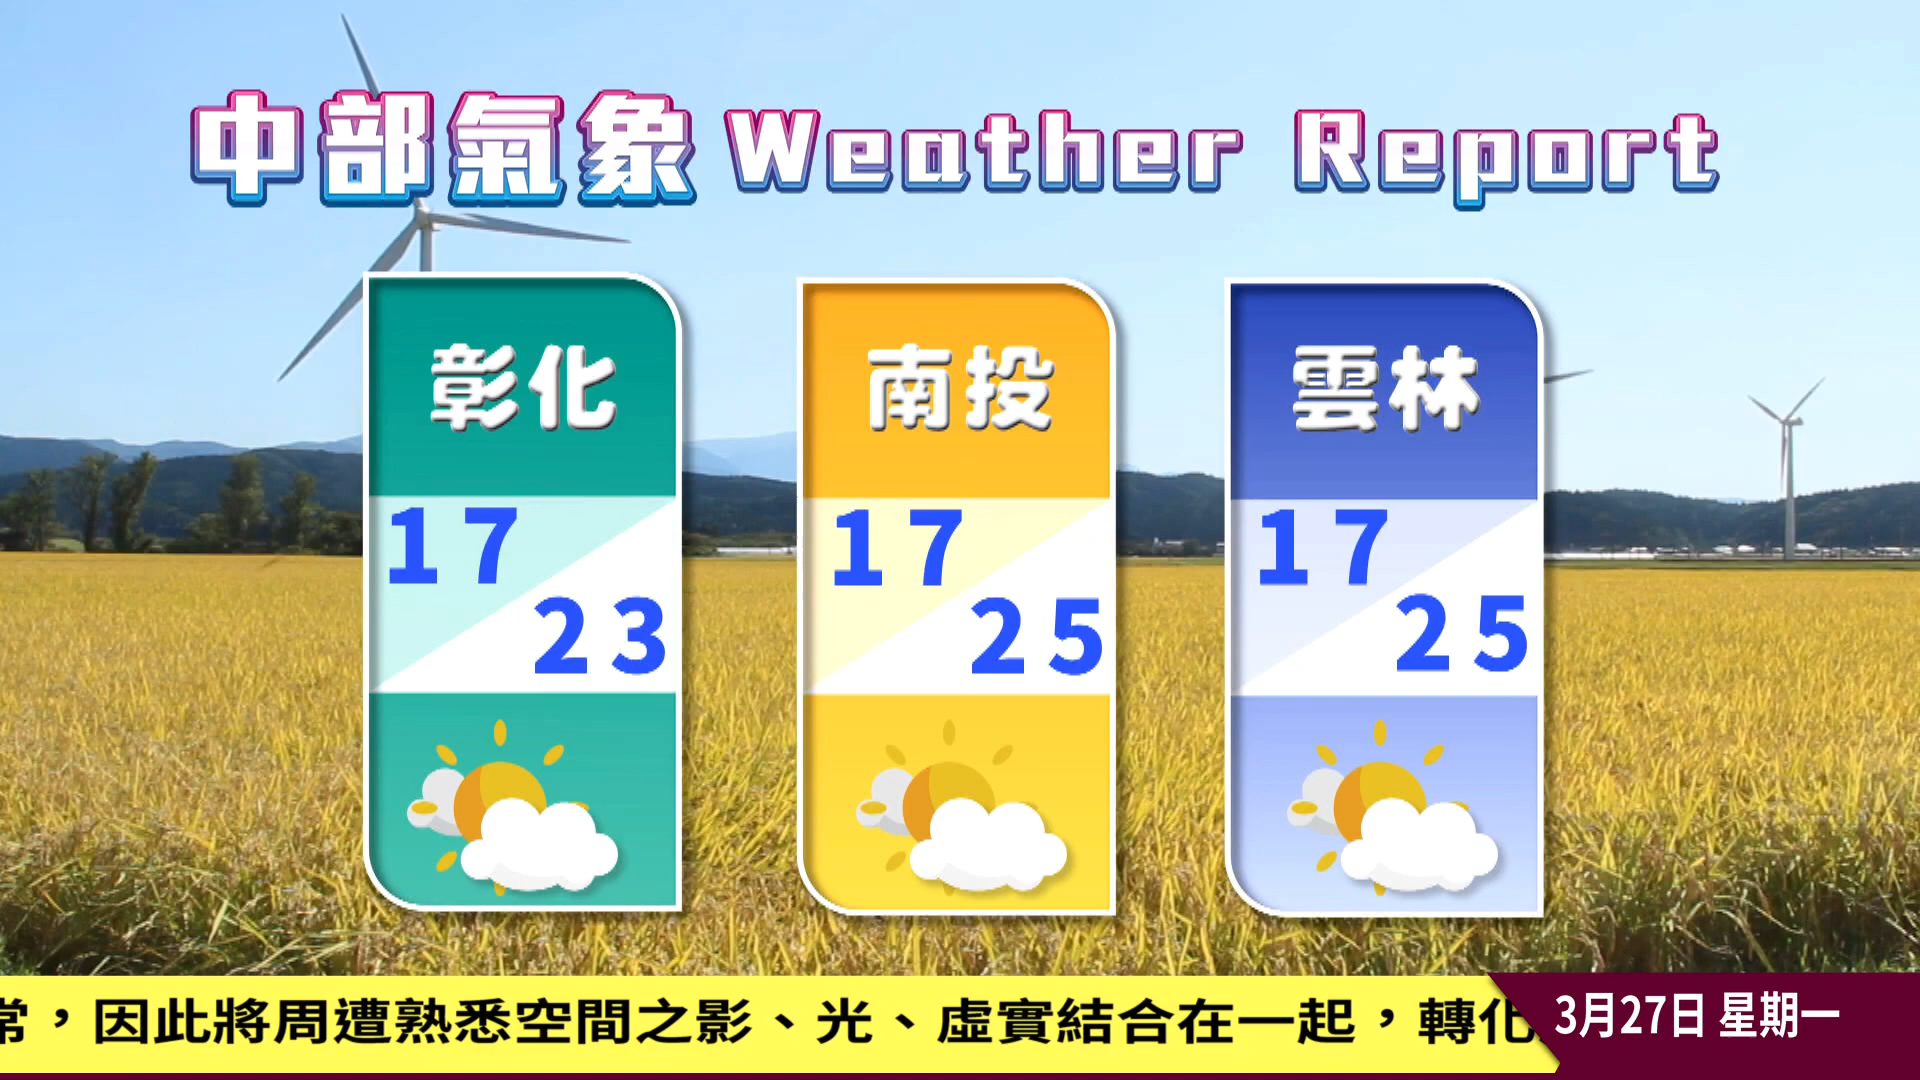 中部氣象 Weather Report
彰化
17
23
南投
17
25
雲林
17
25
常，因此將周遭熟悉空間之影、光、虛實結合在一起，轉化
3月27日 星期一